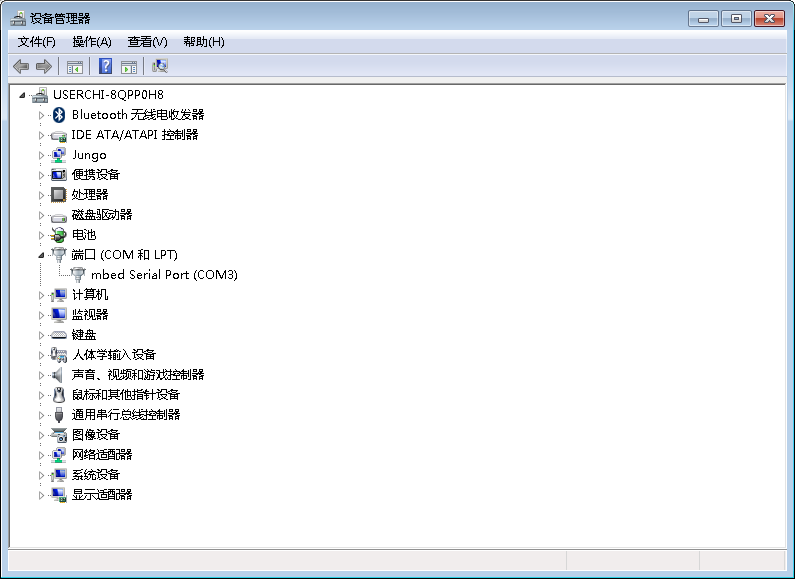 设备管理器
文件(F) 操作(A) 查看(V) 帮助(H)
USERCHI-8QPP0H8
Bluetooth 无线电收发器
IDE ATA/ATAPI 控制器
Jungo
便携设备
处理器
磁盘驱动器
电池
端口 (COM 和 LPT)
mbed Serial Port (COM3)
计算机
监视器
键盘
人体学输入设备
声音、视频和游戏控制器
鼠标和其他指针设备
通用串行总线控制器
图像设备
网络适配器
系统设备
显示适配器